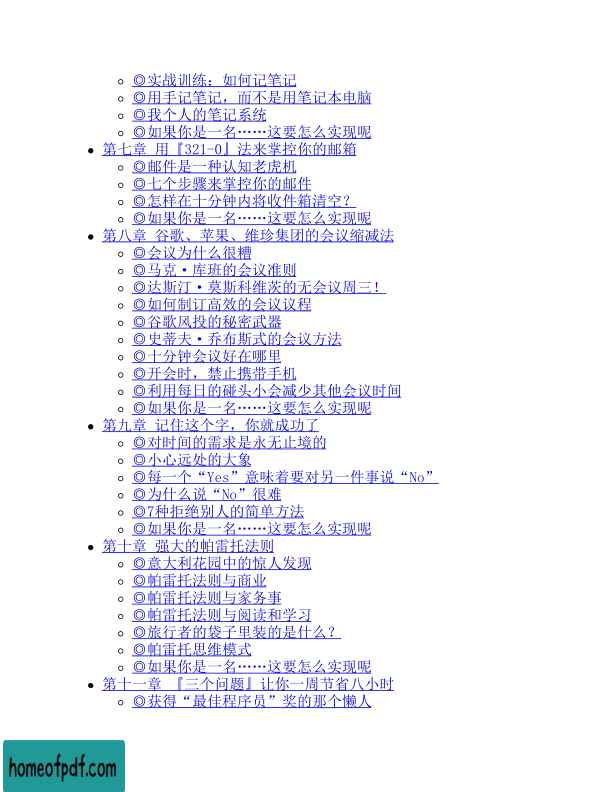 ◎实战训练：如何记笔记
◎用手记笔记，而不是用笔记本电脑
◎我个人的笔记系统
◎如果你是一名……这要怎么实现呢
第七章 用『321-0』法来掌控你的邮箱
◎邮件是一种认知老虎机
◎七个步骤来掌控你的邮件
◎怎样在十分钟内将收件箱清空？
◎如果你是一名……这要怎么实现呢
第八章 谷歌、苹果、维珍集团的会议缩减法
◎会议为什么很糟
◎马克·库班的会议准则
◎达斯汀·莫斯科维茨的无会议周三！
◎如何制订高效的会议议程
◎谷歌风投的秘密武器
◎史蒂夫·乔布斯式的会议方法
◎十分钟会议好在哪里
◎开会时，禁止携带手机
◎利用每日的碰头小会减少其他会议时间
◎如果你是一名……这要怎么实现呢
第九章 记住这个字，你就成功了
◎对时间的需求是永无止境的
◎小心远处的大象
◎每一个“Yes”意味着要对另一件事说“No”
◎为什么说“No”很难
◎7种拒绝别人的简单方法
◎如果你是一名……这要怎么实现呢
第十章 强大的帕雷托法则
◎意大利花园中的惊人发现
◎帕雷托法则与商业
◎帕雷托法则与家务事
◎帕雷托法则与阅读和学习
◎旅行者的袋子里装的是什么？
◎帕雷托思维模式
◎如果你是一名……这要怎么实现呢
第十一章 『三个问题』让你一周节省八小时
◎获得“最佳程序员”奖的那个懒人
homeofpdf.com